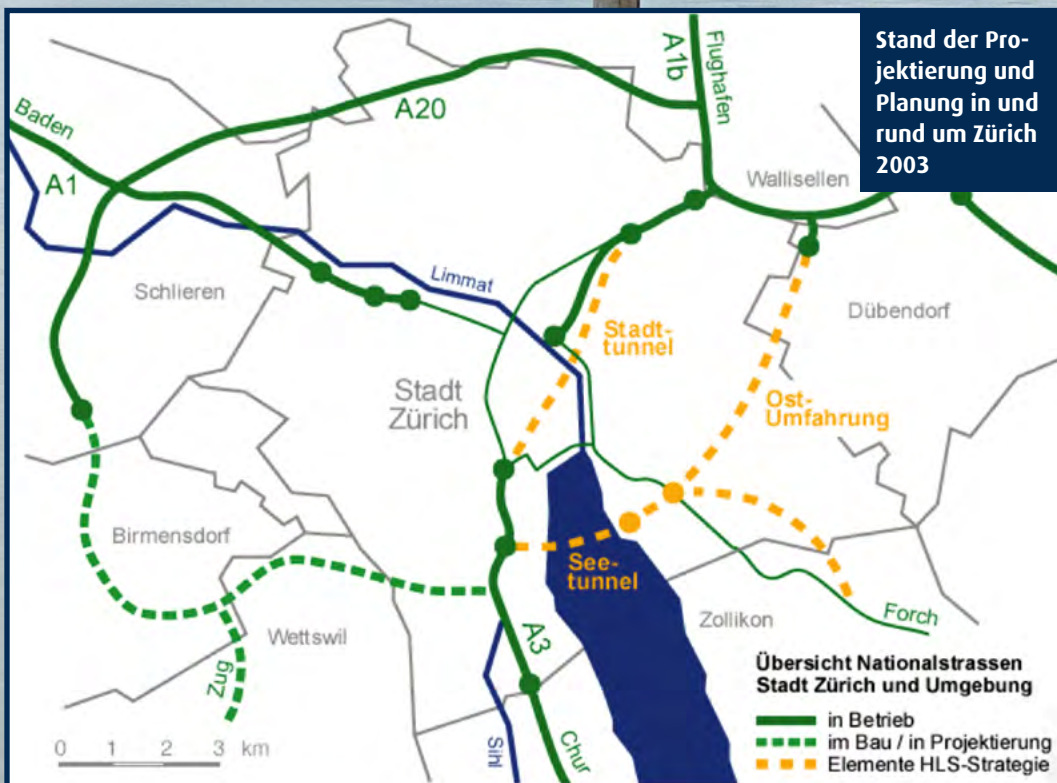 Stand der Pro-
jektierung und
Planung in und
rund um Zürich
2003
Flughafen
A1b
A20
Baden
A1
Wallisellen
Limmat
Schlieren
Dübendorf
Stadt-
tunnel
Stadt
Zürich
Ost-
Umfahrung
Birmensdorf
See-
tunnel
Forch
Zollikon
A3
Wettswil
Zug
Sihl
Chur
0 1 2 3 km
Übersicht Nationalstrassen
Stadt Zürich und Umgebung
in Betrieb
im Bau / in Projektierung
Elemente HLS-Strategie